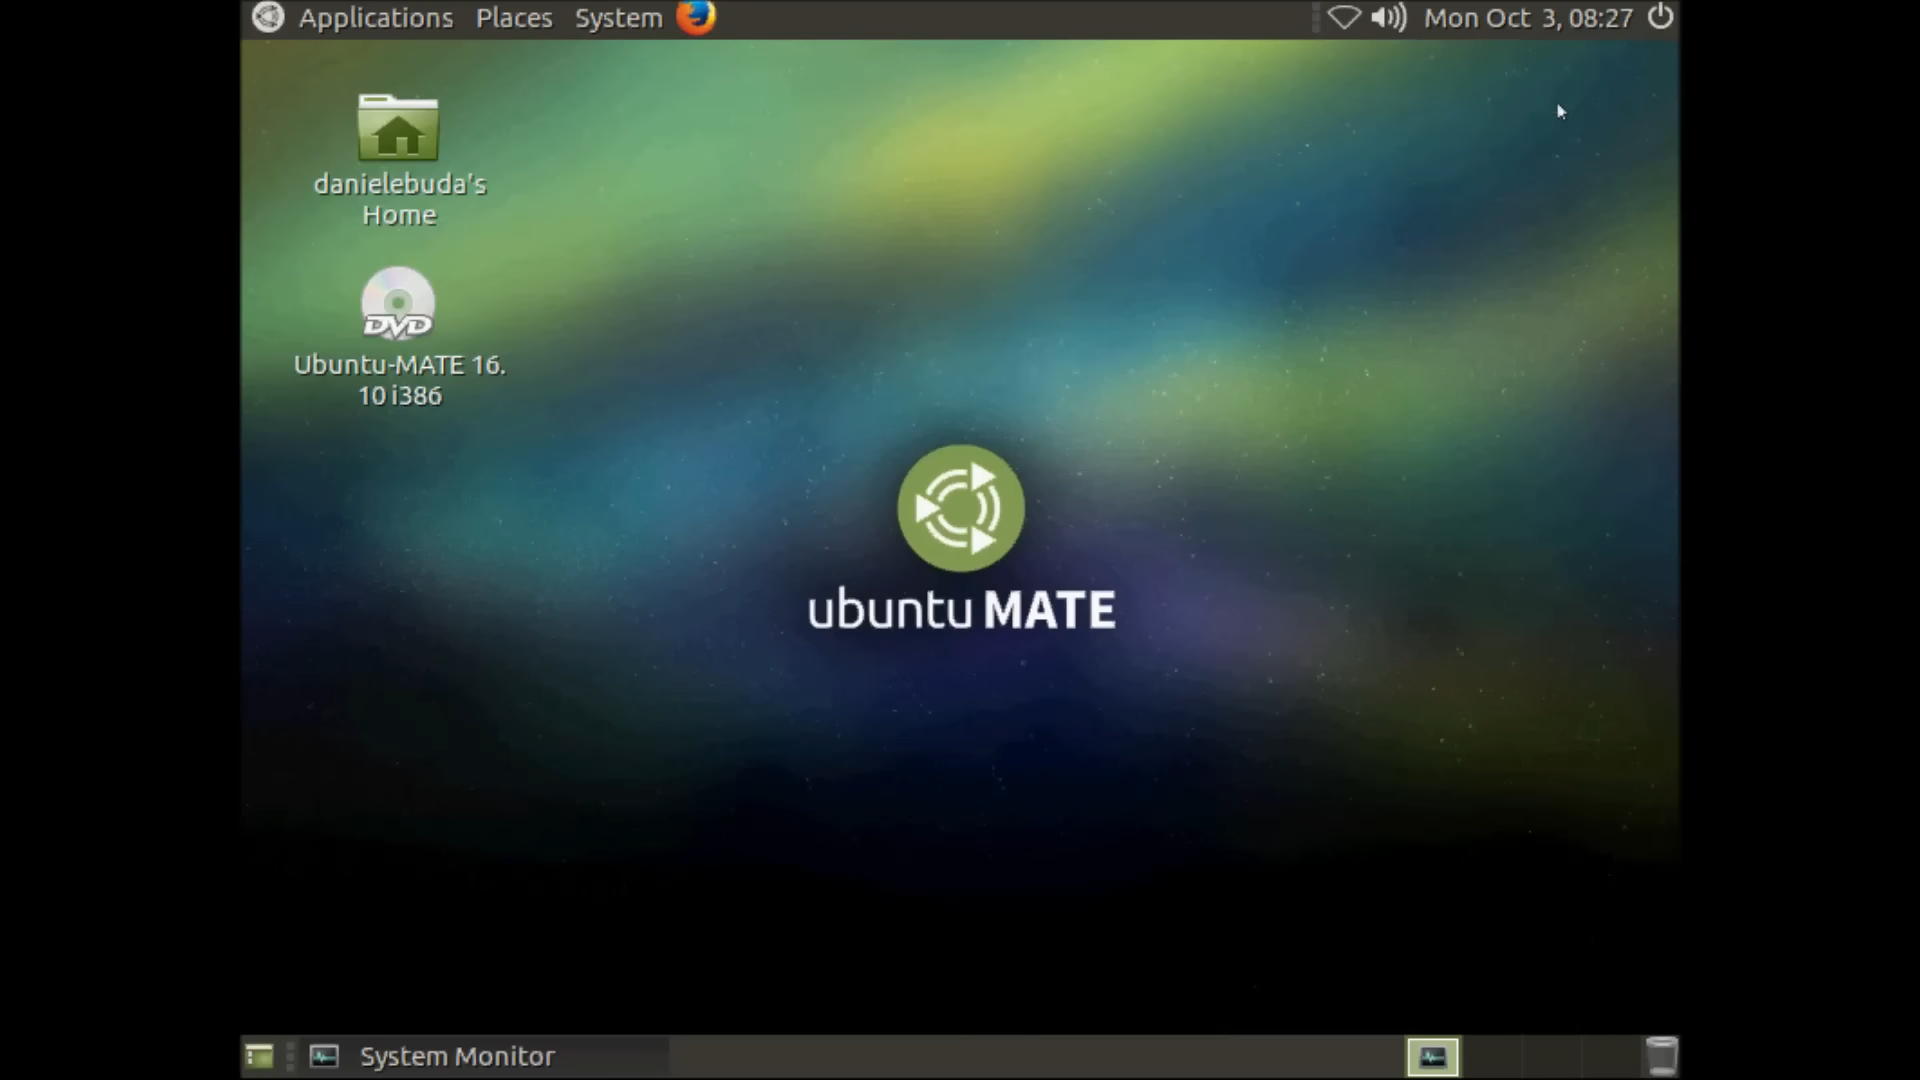 Applications Places System Mon Oct 3, 08:27
danielebuda's
Home
DVD
Ubuntu-MATE 16.
10 i386
ubuntu MATE
System Monitor